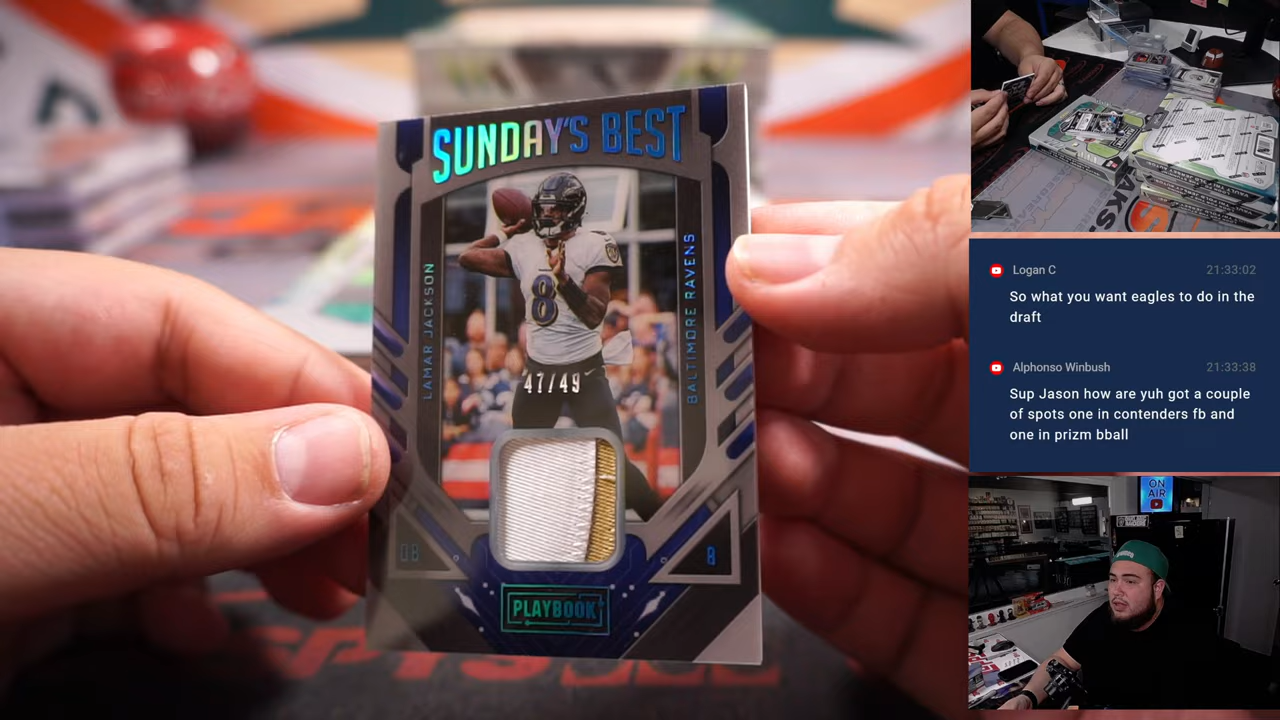 SUNDAY'S BEST
LAMAR JACKSON
BALTIMORE RAVENS
8
47/49
QB
8
PLAYBOOK
Logan C
21:33:02
So what you want eagles to do in the
draft
Alphonso Winbush
21:33:38
Sup Jason how are yuh got a couple
of spots one in contenders fb and
one in prizm bball
ON
AIR